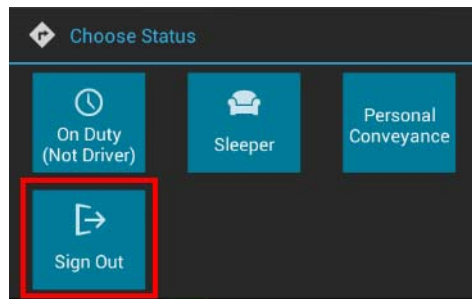 Choose Status
On Duty
(Not Driver)
Sleeper
Personal
Conveyance
Sign Out